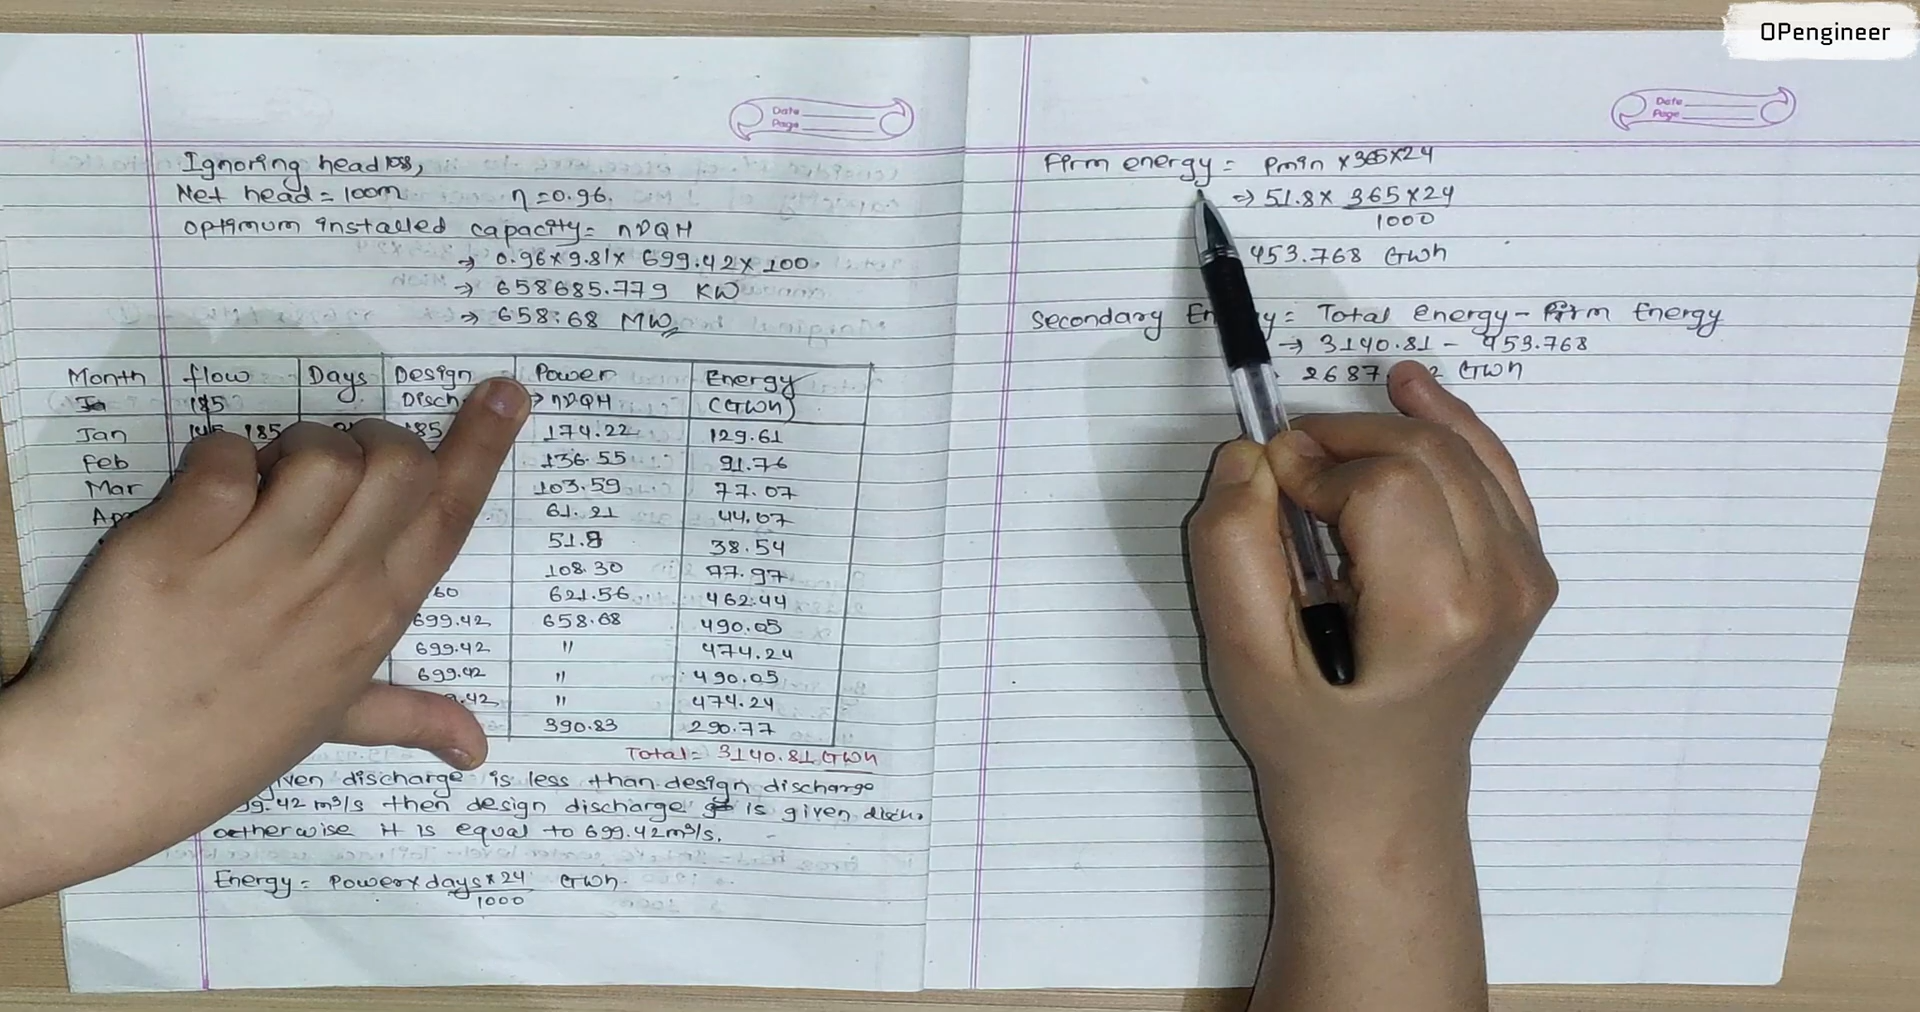 OPengineer
Date
Page
Ignoring head loss,
Net head = 100m η = 0.96.
Optimum installed capacity = ηγQH
→ 0.96 × 9.81 × 699.42 × 100
→ 658685.779 KW
→ 658.68 MW
Month flow Days Design Power Energy
185 Disch → ηγQH (GWh)
Jan 185 185 174.22 129.61
Feb 136.55 91.76
Mar 103.59 77.07
61.21 44.07
51.8 38.54
108.30 77.97
60 621.56 462.44
699.42 658.68 490.05
699.42 " 474.24
699.42 " 490.05
.42 " 474.24
390.83 290.77
Total = 3140.81 GWh
discharge is less than design discharge
.42 m³/s then design discharge is given disch.
otherwise it is equal to 699.42m³/s.
Energy = Power × days × 24 GWh.
1000
Date
Page
Firm energy = Pmin × 365×24
⇒ 51.8 × 365×24
1000
453.768 GWh
Secondary = Total energy - Firm Energy
→ 3140.81 - 453.768
GWh